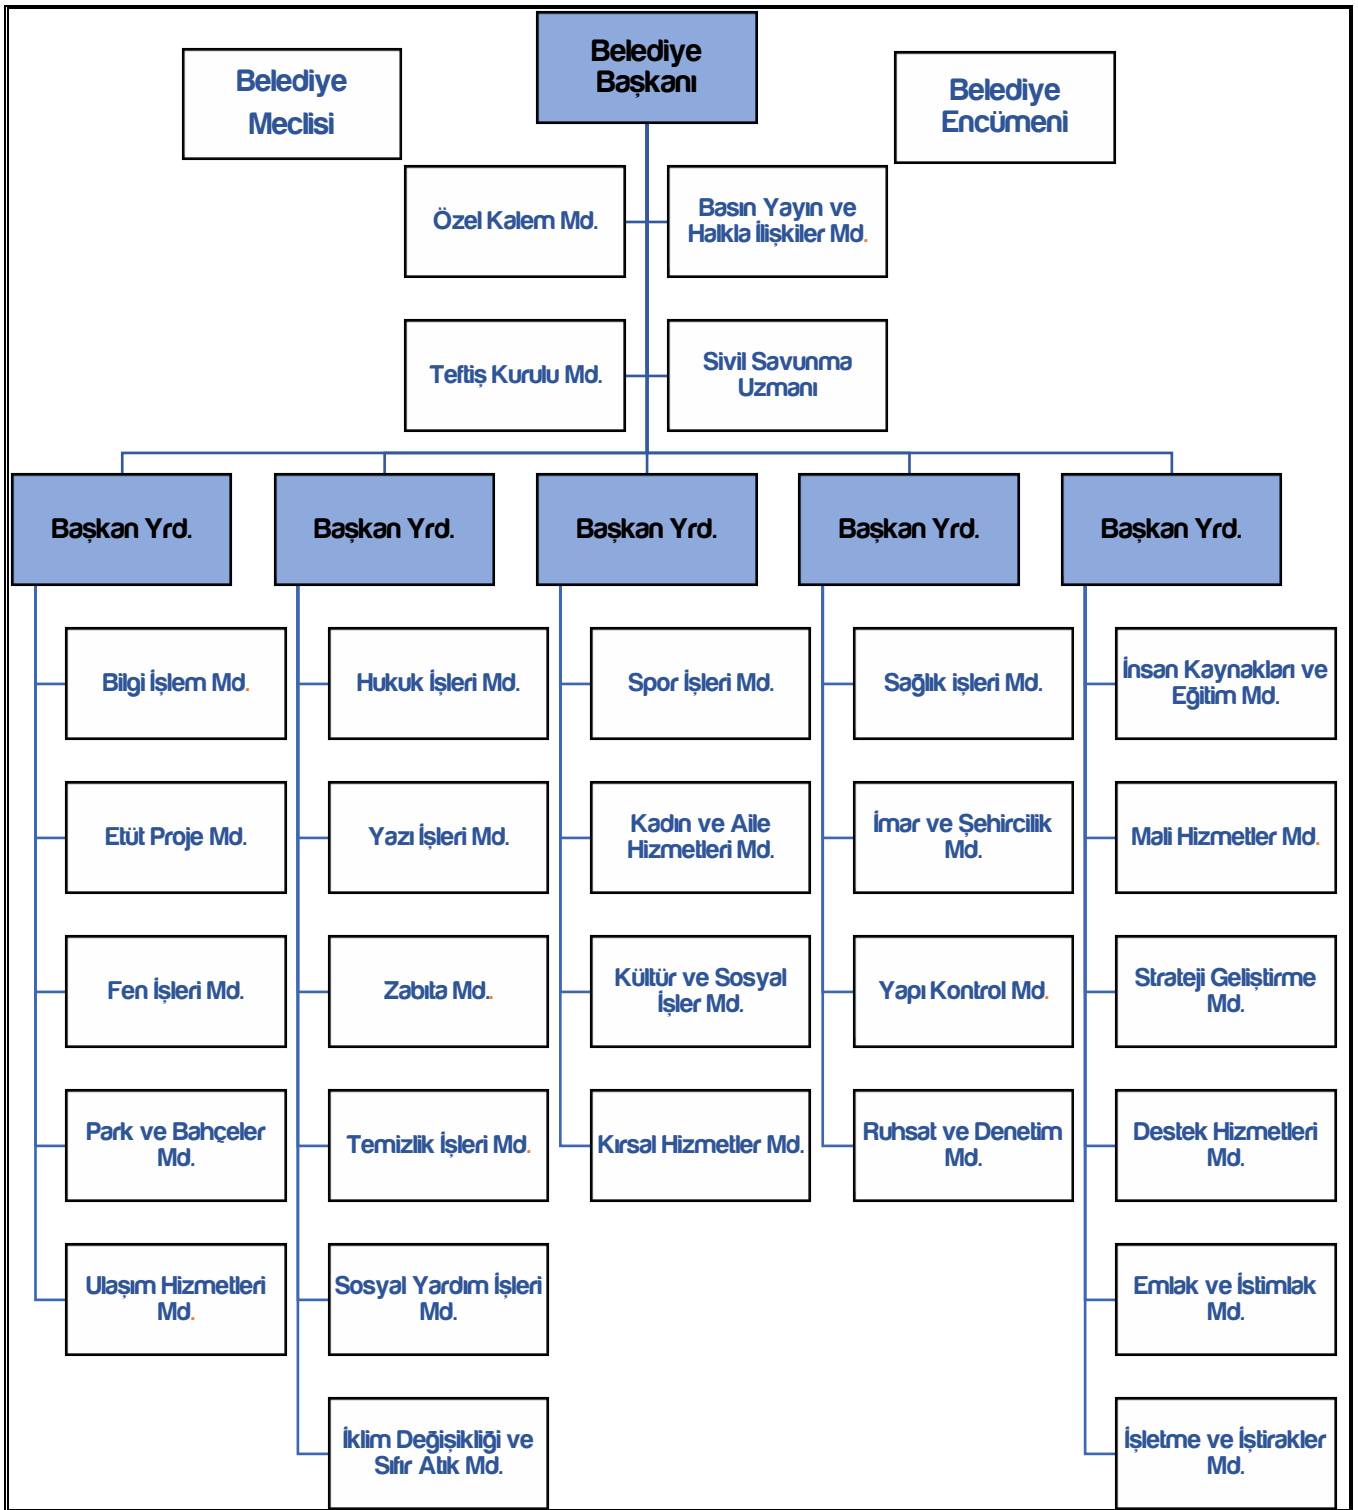 Belediye
Başkanı
Belediye
Meclisi
Belediye
Encümeni
Özel Kalem Md.
Basın Yayın ve
Halkla İlişkiler Md.
Teftiş Kurulu Md.
Sivil Savunma
Uzmanı
Başkan Yrd.
Başkan Yrd.
Başkan Yrd.
Başkan Yrd.
Başkan Yrd.
Bilgi İşlem Md.
Hukuk İşleri Md.
Spor İşleri Md.
Sağlık işleri Md.
İnsan Kaynakları ve
Eğitim Md.
Etüt Proje Md.
Yazı İşleri Md.
Kadın ve Aile
Hizmetleri Md.
İmar ve Şehircilik
Md.
Mali Hizmetler Md.
Fen İşleri Md.
Zabıta Md..
Kültür ve Sosyal
İşler Md.
Yapı Kontrol Md.
Strateji Geliştirme
Md.
Park ve Bahçeler
Md.
Temizlik İşleri Md.
Kırsal Hizmetler Md.
Ruhsat ve Denetim
Md.
Destek Hizmetleri
Md.
Ulaşım Hizmetleri
Md.
Sosyal Yardım İşleri
Md.
Emlak ve İstimlak
Md.
İklim Değişikliği ve
Sıfır Atık Md.
İşletme ve İştirakler
Md.